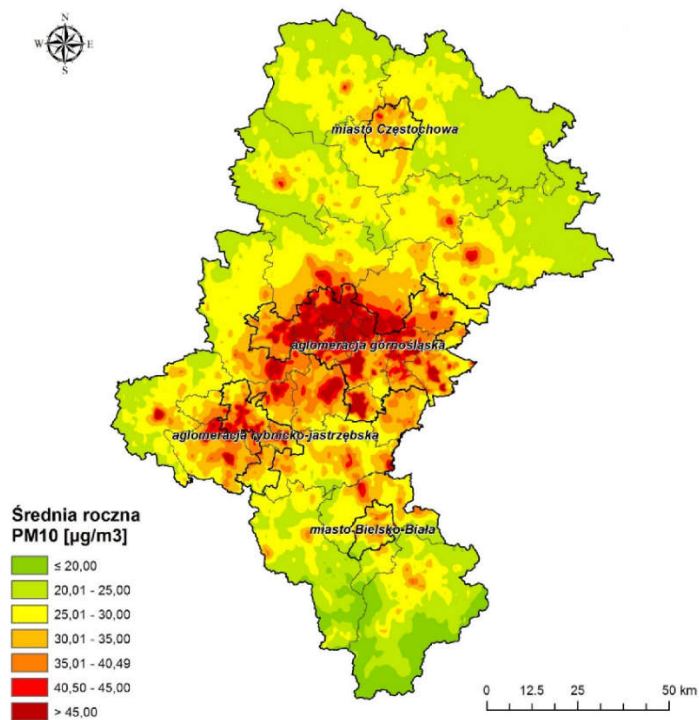 N
W E
S
miasto Częstochowa
aglomeracja górnośląska
aglomeracja rybnicko-jastrzębska
miasto Bielsko-Biała
Średnia roczna
PM10 [µg/m3]
≤ 20,00
20,01 - 25,00
25,01 - 30,00
30,01 - 35,00
35,01 - 40,49
40,50 - 45,00
> 45,00
0 12.5 25 50 km